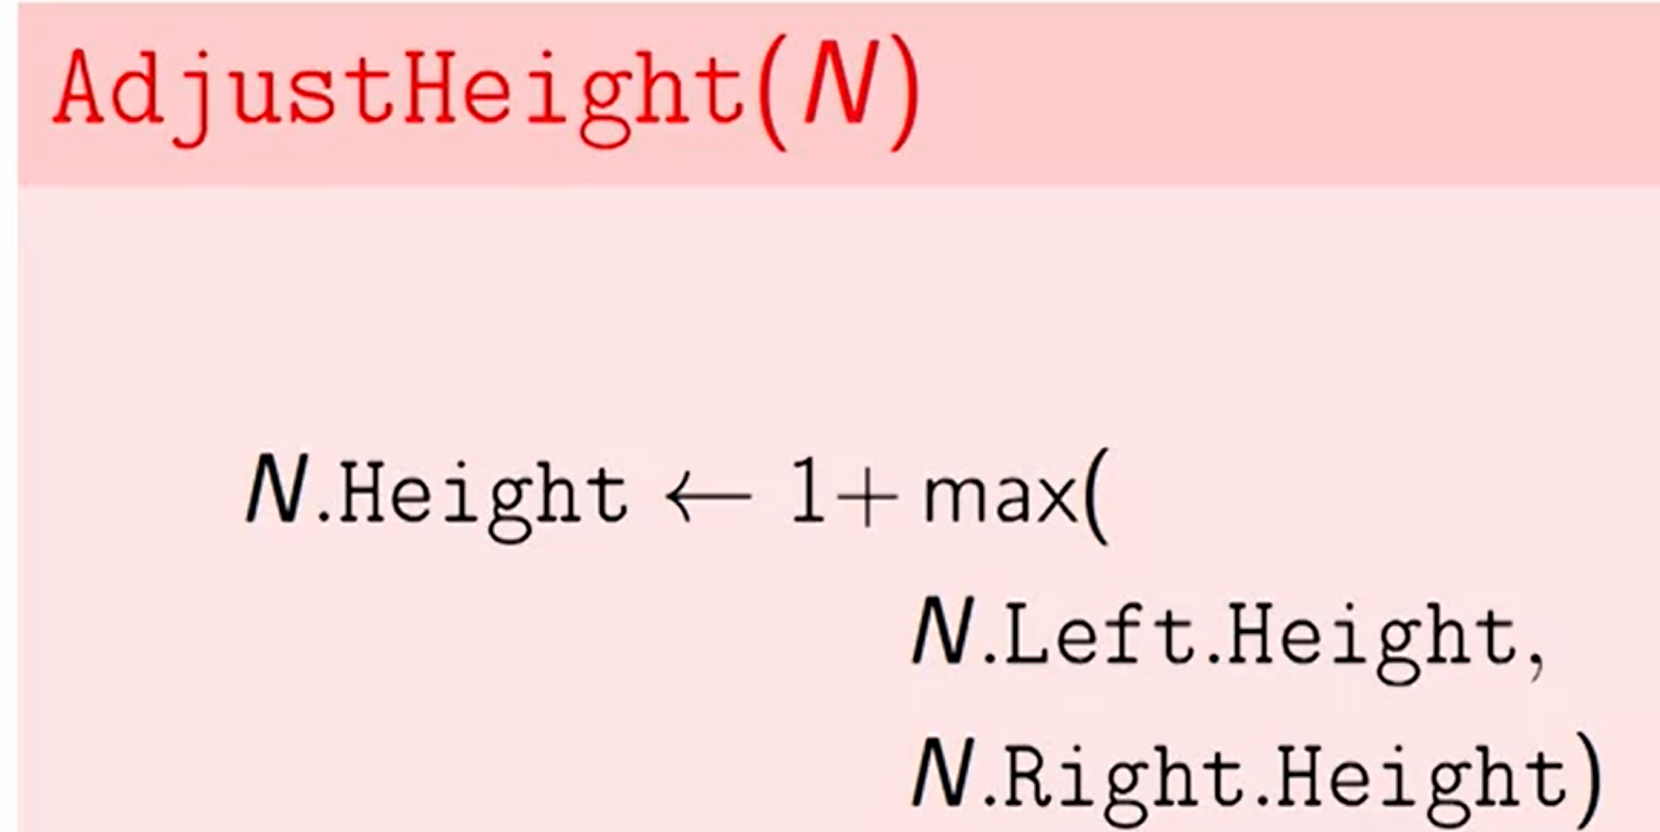 AdjustHeight(N)
N.Height ← 1+ max(
N.Left.Height,
N.Right.Height)